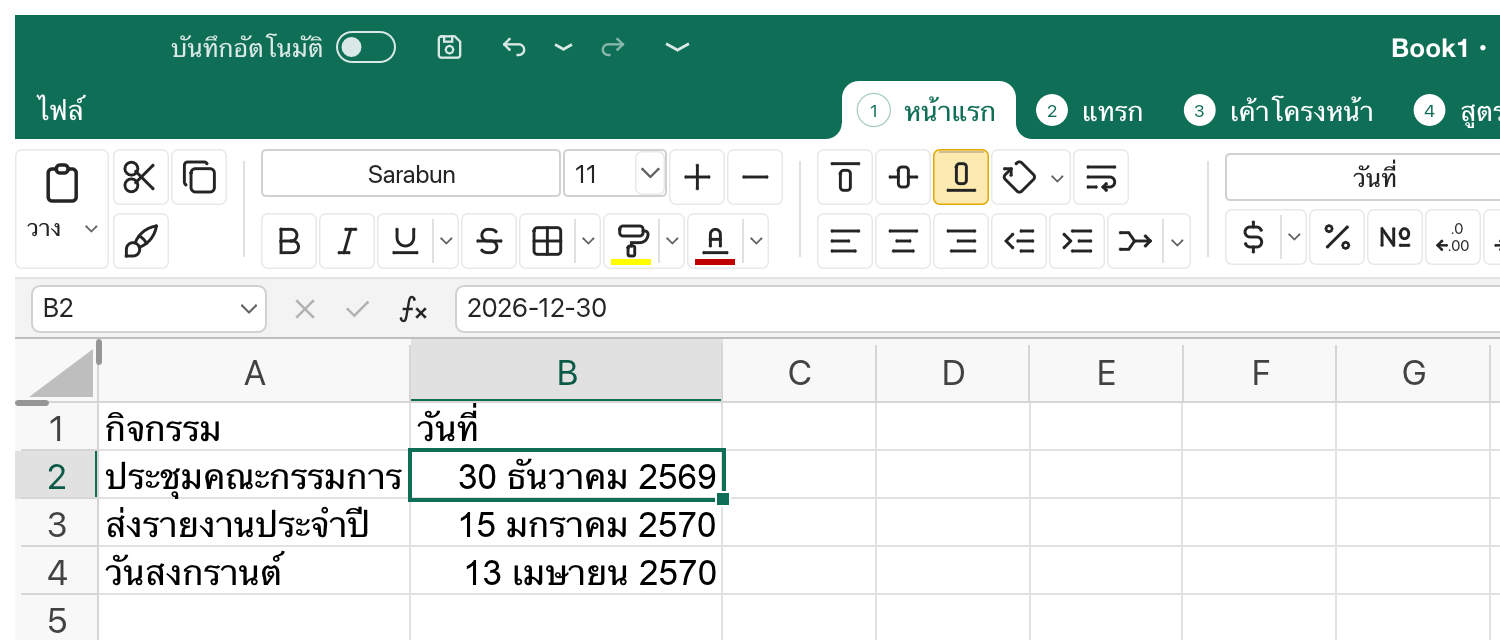 บันทึกอัตโนมัติ
Book1 •
ไฟล์
1 หน้าแรก 2 แทรก 3 เค้าโครงหน้า 4 สูตร
Sarabun 11 วันที่
วาง
B I U S A $ % Nº .0 .00
B2 fx 2026-12-30
A B C D E F G
1 กิจกรรม วันที่
2 ประชุมคณะกรรมการ 30 ธันวาคม 2569
3 ส่งรายงานประจำปี 15 มกราคม 2570
4 วันสงกรานต์ 13 เมษายน 2570
5